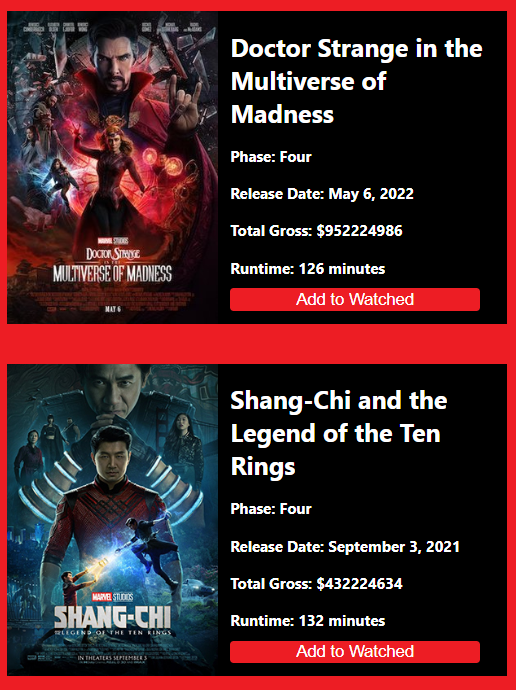 Doctor Strange in the
Multiverse of
Madness
Phase: Four
Release Date: May 6, 2022
Total Gross: $952224986
Runtime: 126 minutes
Add to Watched
MARVEL STUDIOS
DOCTOR STRANGE
IN THE
MULTIVERSE OF MADNESS
MAY 6
Shang-Chi and the
Legend of the Ten
Rings
Phase: Four
Release Date: September 3, 2021
Total Gross: $432224634
Runtime: 132 minutes
Add to Watched
MARVEL STUDIOS
SHANG-CHI
AND THE LEGEND OF THE TEN RINGS
IN THEATERS SEPTEMBER 3